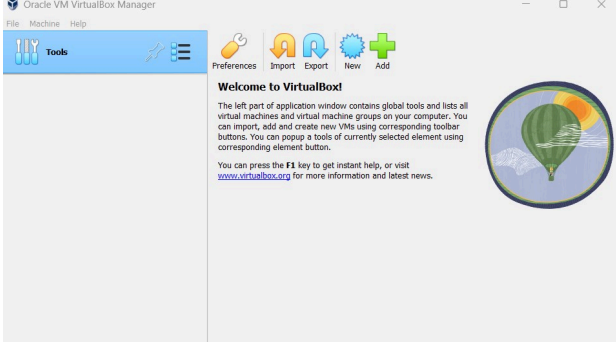 Oracle VM VirtualBox Manager
File Machine Help
Tools
Preferences Import Export New Add
Welcome to VirtualBox!
The left part of application window contains global tools and lists all
virtual machines and virtual machine groups on your computer. You
can import, add and create new VMs using corresponding toolbar
buttons. You can popup a tools of currently selected element using
corresponding element button.
You can press the F1 key to get instant help, or visit
www.virtualbox.org for more information and latest news.